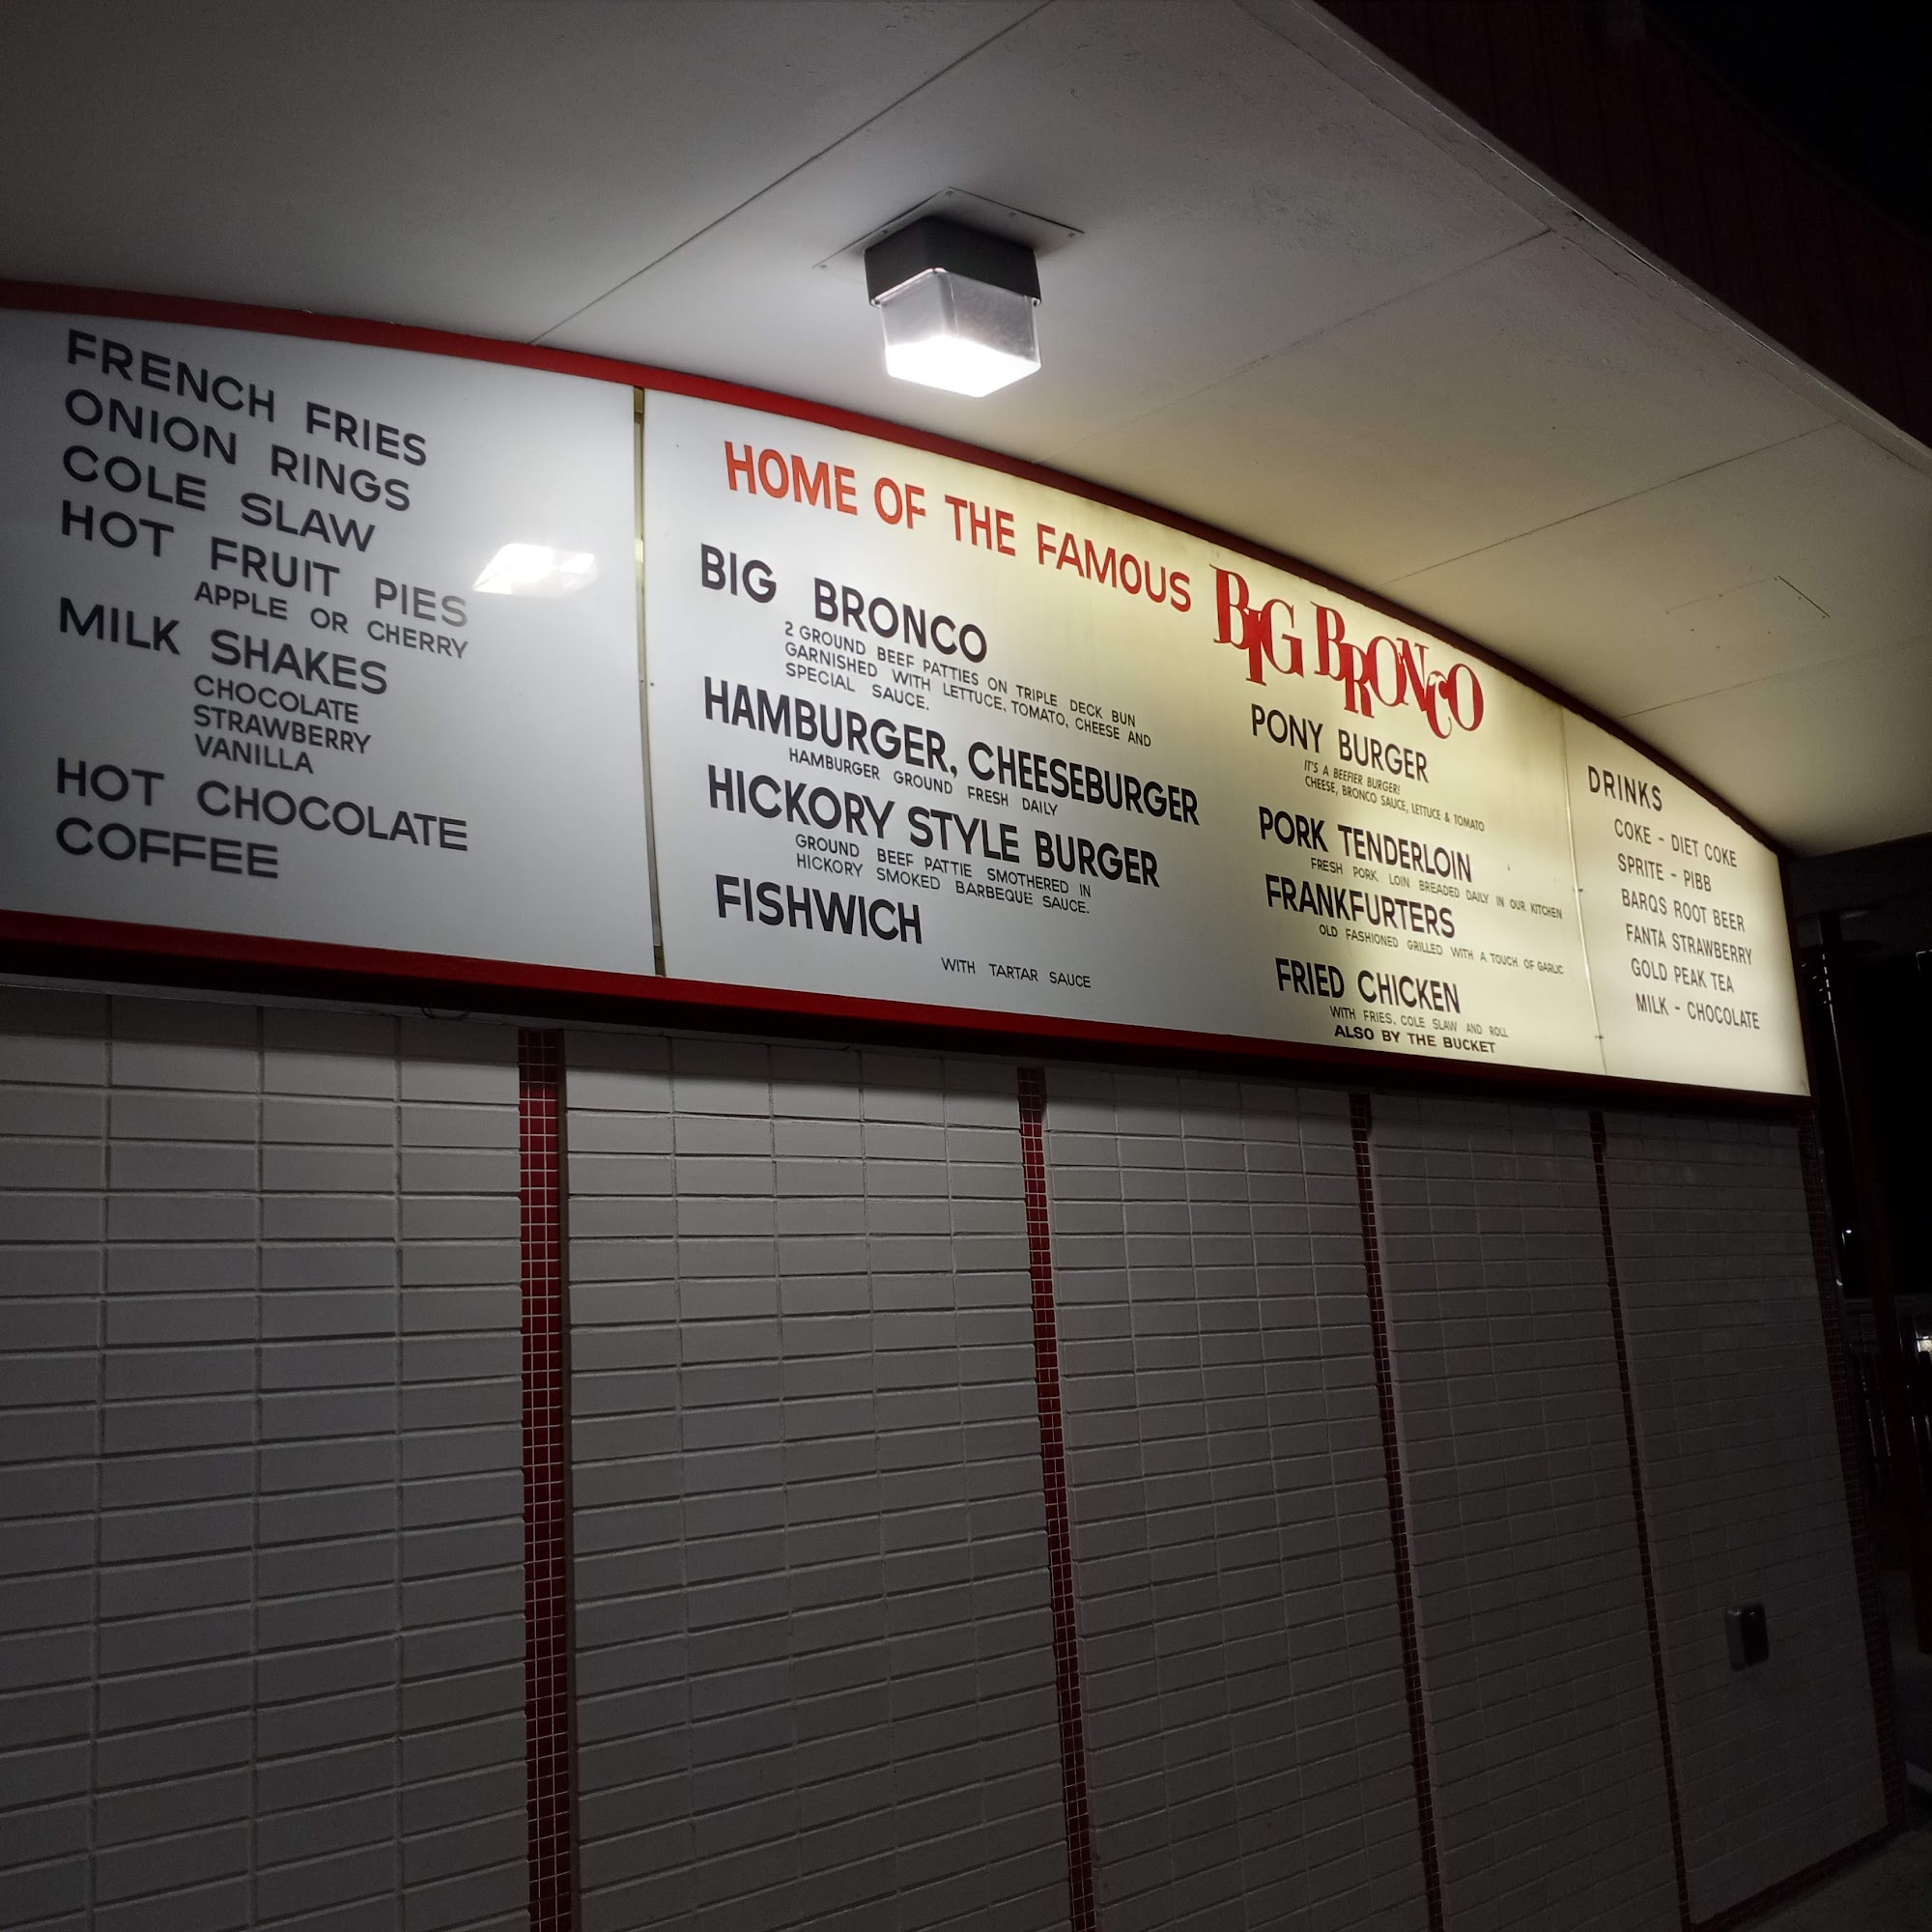 FRENCH FRIES
ONION RINGS
COLE SLAW
HOT FRUIT PIES
APPLE OR CHERRY
MILK SHAKES
CHOCOLATE
STRAWBERRY
VANILLA
HOT CHOCOLATE
COFFEE
HOME OF THE FAMOUS BIG BRONCO
BIG BRONCO
2 GROUND BEEF PATTIES ON TRIPLE DECK BUN
GARNISHED WITH LETTUCE, TOMATO, CHEESE AND
SPECIAL SAUCE.
HAMBURGER, CHEESEBURGER
HAMBURGER GROUND FRESH DAILY
HICKORY STYLE BURGER
GROUND BEEF PATTIE SMOTHERED IN
HICKORY SMOKED BARBEQUE SAUCE.
FISHWICH
WITH TARTAR SAUCE
PONY BURGER
IT'S A BEEFIER BURGER!
CHEESE, BRONCO SAUCE, LETTUCE & TOMATO
PORK TENDERLOIN
FRESH PORK LOIN BREADED DAILY IN OUR KITCHEN
FRANKFURTERS
OLD FASHIONED GRILLED WITH A TOUCH OF GARLIC
FRIED CHICKEN
WITH FRIES, COLE SLAW AND ROLL
ALSO BY THE BUCKET
DRINKS
COKE - DIET COKE
SPRITE - PIBB
BARQS ROOT BEER
FANTA STRAWBERRY
GOLD PEAK TEA
MILK - CHOCOLATE